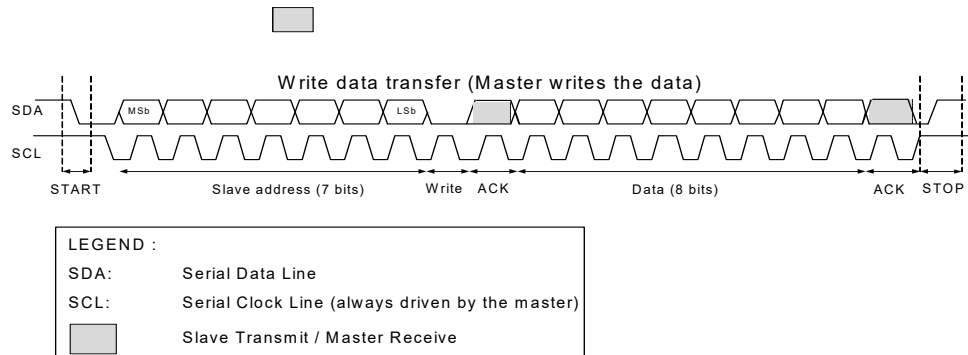 Write data transfer (Master writes the data)
SDA
MSb
LSb
SCL
START
Slave address (7 bits)
Write
ACK
Data (8 bits)
ACK
STOP
LEGEND :
SDA: Serial Data Line
SCL: Serial Clock Line (always driven by the master)
Slave Transmit / Master Receive